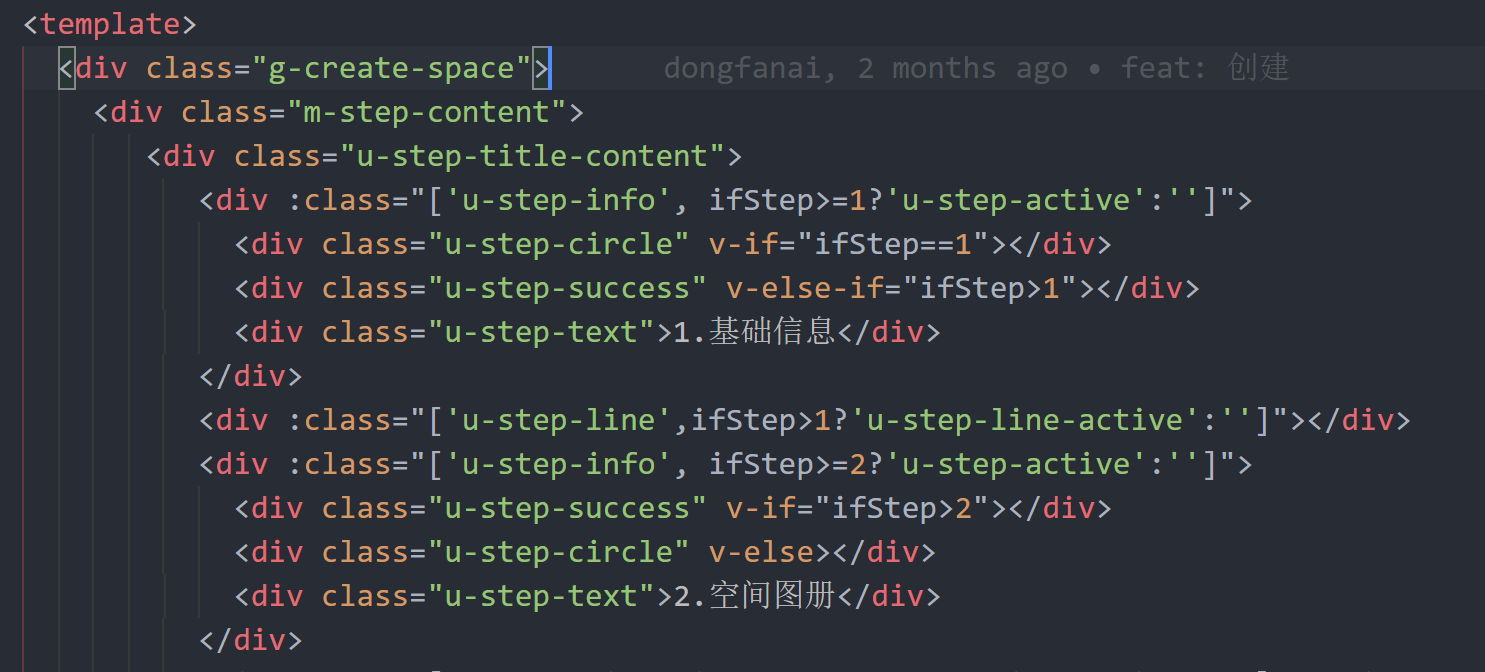 <template>
<div class="g-create-space"> dongfanai, 2 months ago • feat: 创建
<div class="m-step-content">
<div class="u-step-title-content">
<div :class="['u-step-info', ifStep>=1?'u-step-active':'']">
<div class="u-step-circle" v-if="ifStep==1"></div>
<div class="u-step-success" v-else-if="ifStep>1"></div>
<div class="u-step-text">1.基础信息</div>
</div>
<div :class="['u-step-line',ifStep>1?'u-step-line-active':'']"></div>
<div :class="['u-step-info', ifStep>=2?'u-step-active':'']">
<div class="u-step-success" v-if="ifStep>2"></div>
<div class="u-step-circle" v-else></div>
<div class="u-step-text">2.空间图册</div>
</div>